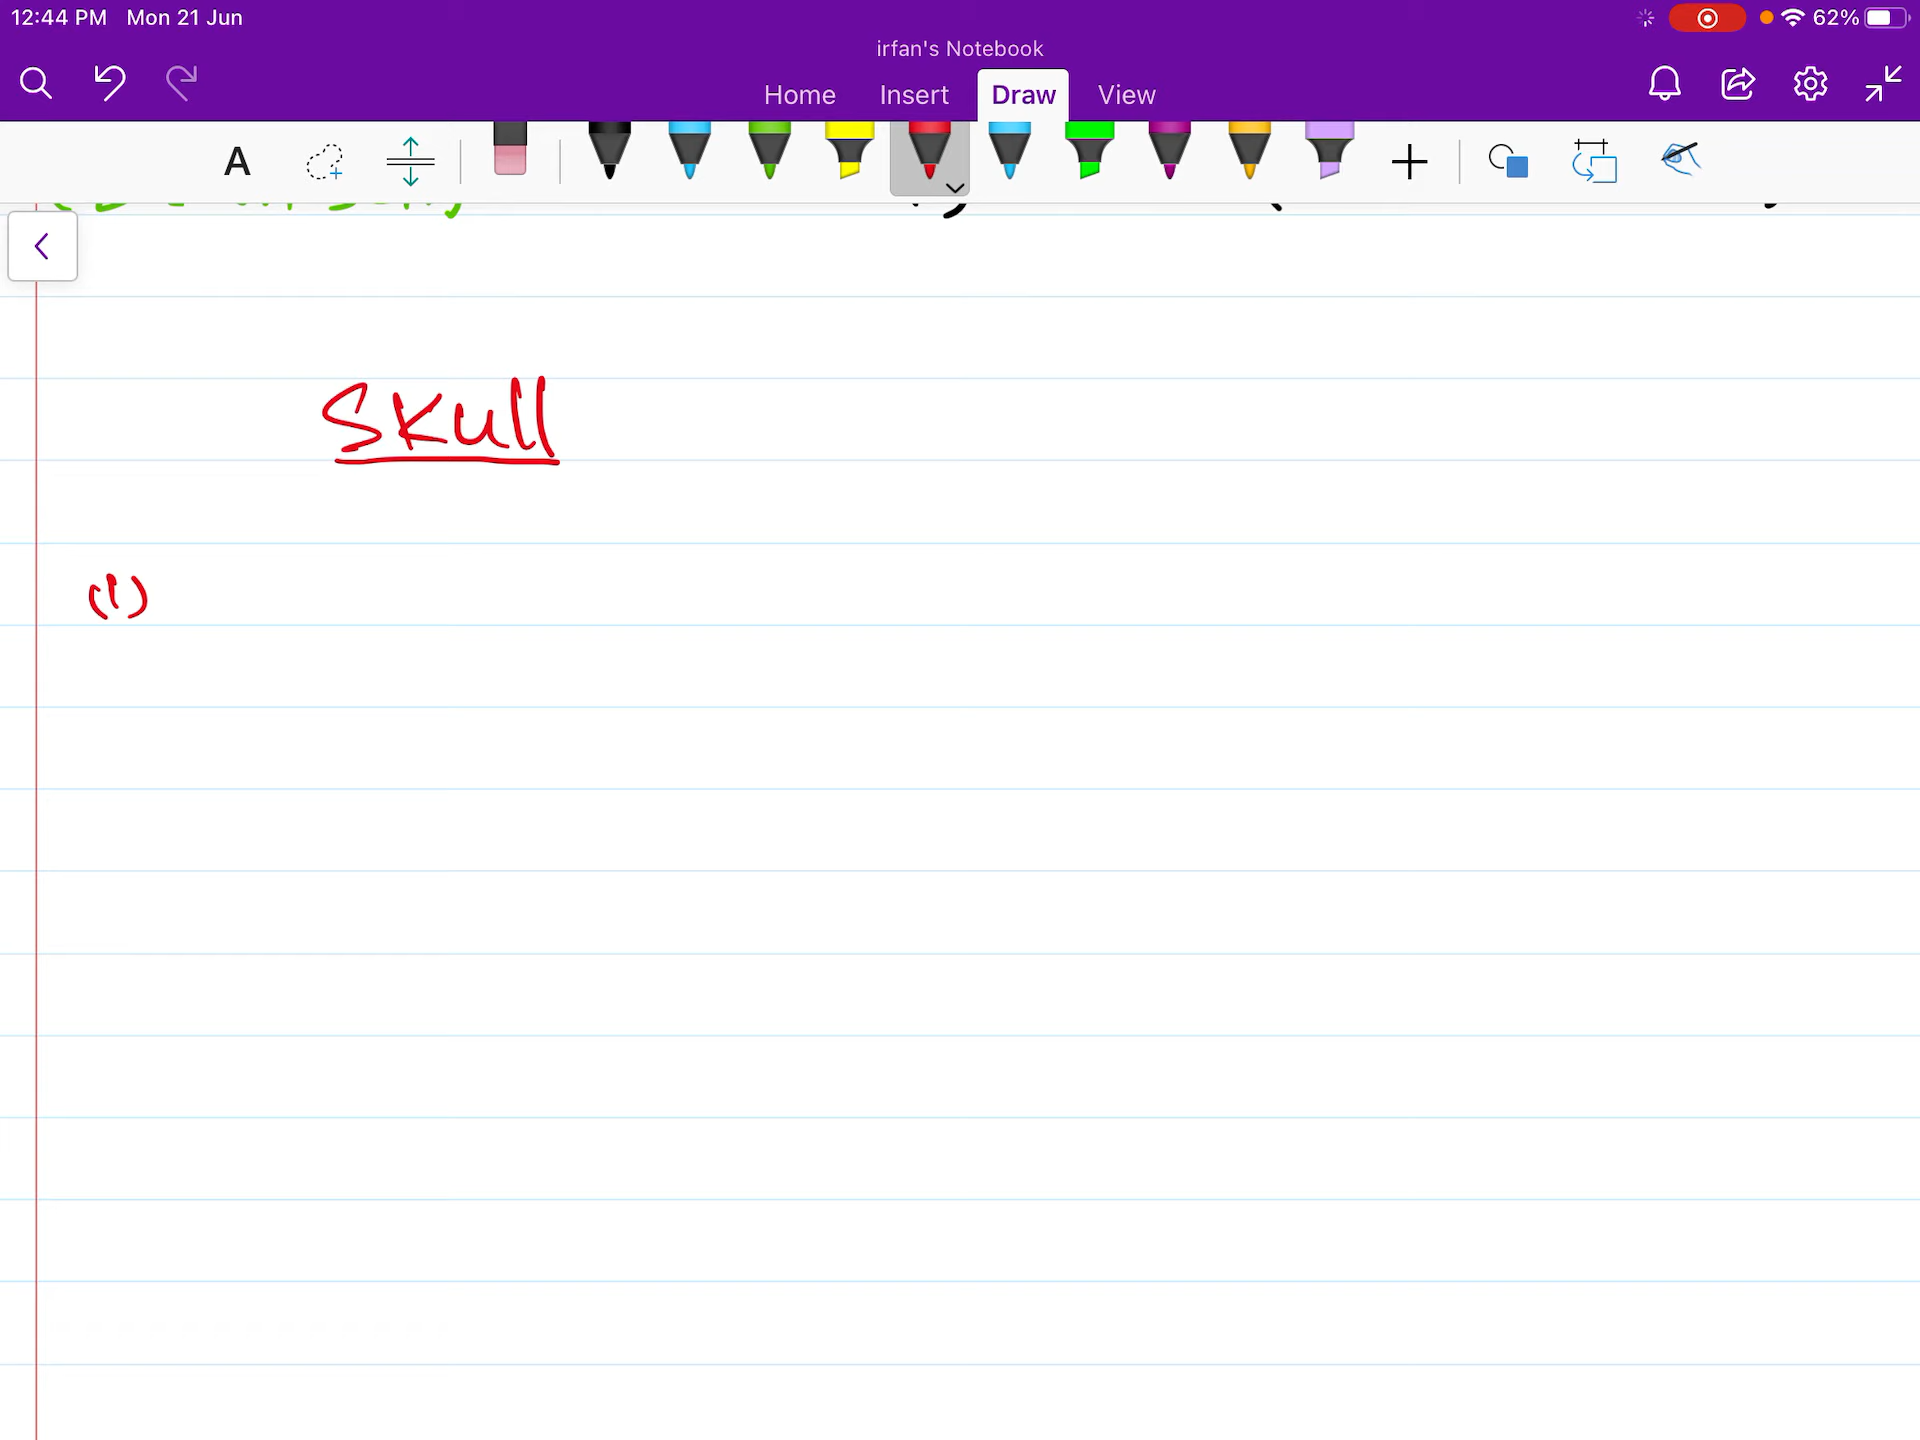 12:44 PM Mon 21 Jun 62%
irfan's Notebook
Home Insert Draw View
A
Skull
(1)